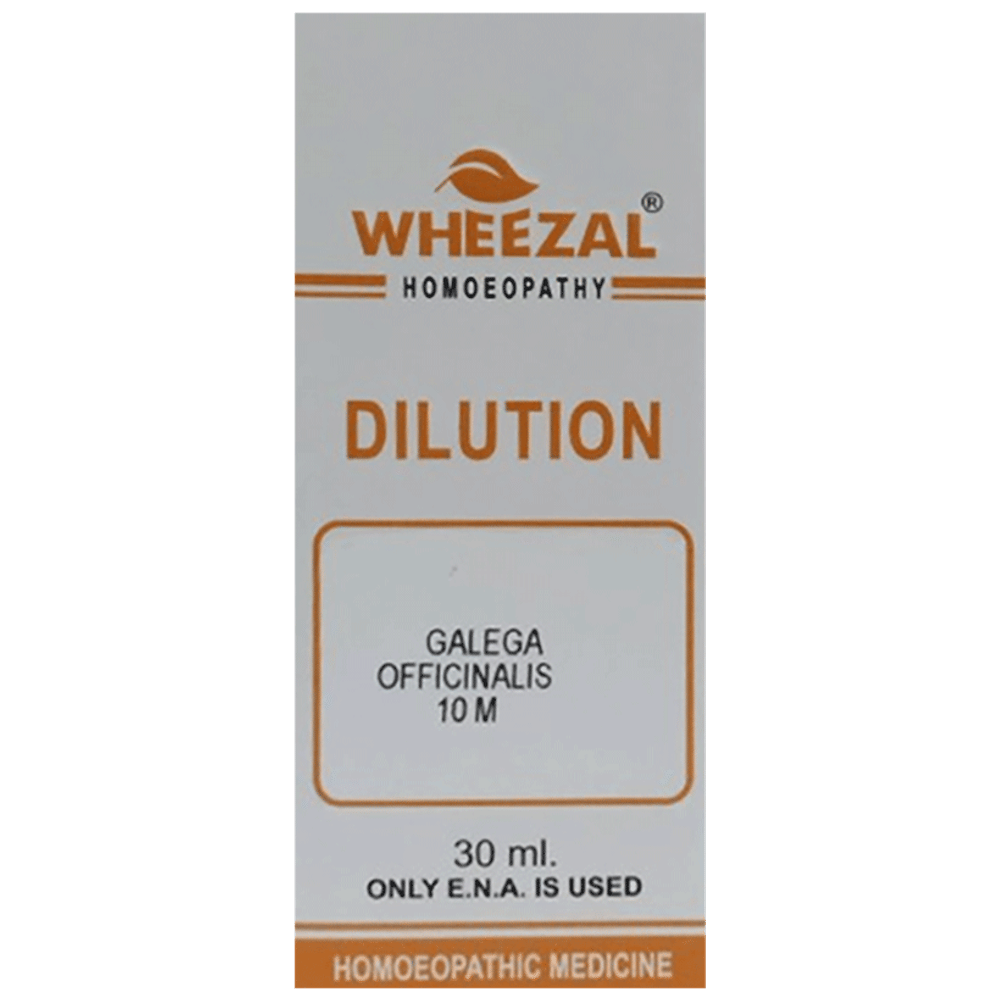 WHEEZAL®
HOMOEOPATHY
DILUTION
GALEGA
OFFICINALIS
10 M
30 ml.
ONLY E.N.A. IS USED
HOMOEOPATHIC MEDICINE